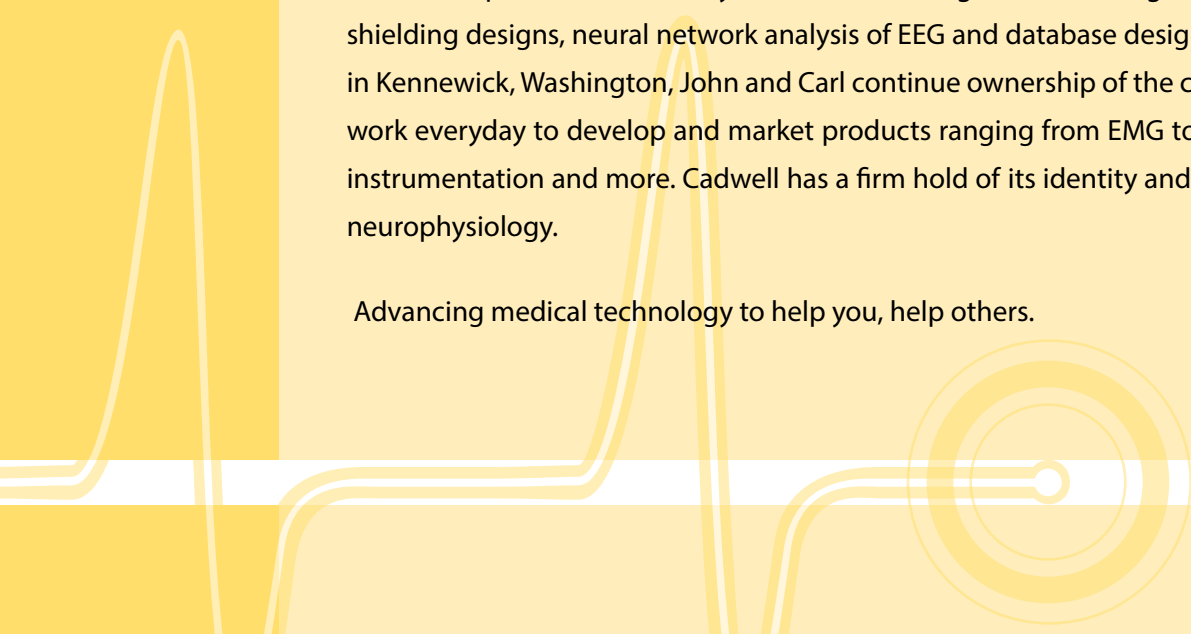 shielding designs, neural network analysis of EEG and database desig
in Kennewick, Washington, John and Carl continue ownership of the c
work everyday to develop and market products ranging from EMG to
instrumentation and more. Cadwell has a firm hold of its identity and
neurophysiology.
Advancing medical technology to help you, help others.